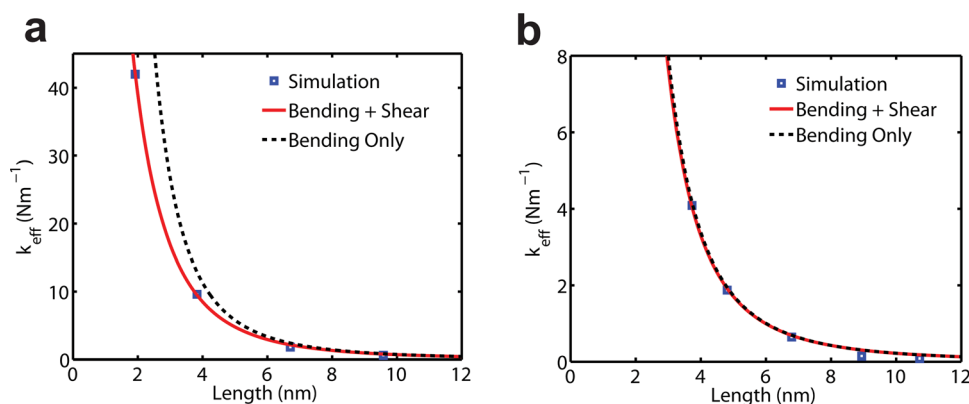 a
k_eff (Nm⁻¹)
40
30
20
10
0
Simulation
Bending + Shear
Bending Only
0 2 4 6 8 10 12
Length (nm)
b
k_eff (Nm⁻¹)
8
6
4
2
0
Simulation
Bending + Shear
Bending Only
0 2 4 6 8 10 12
Length (nm)